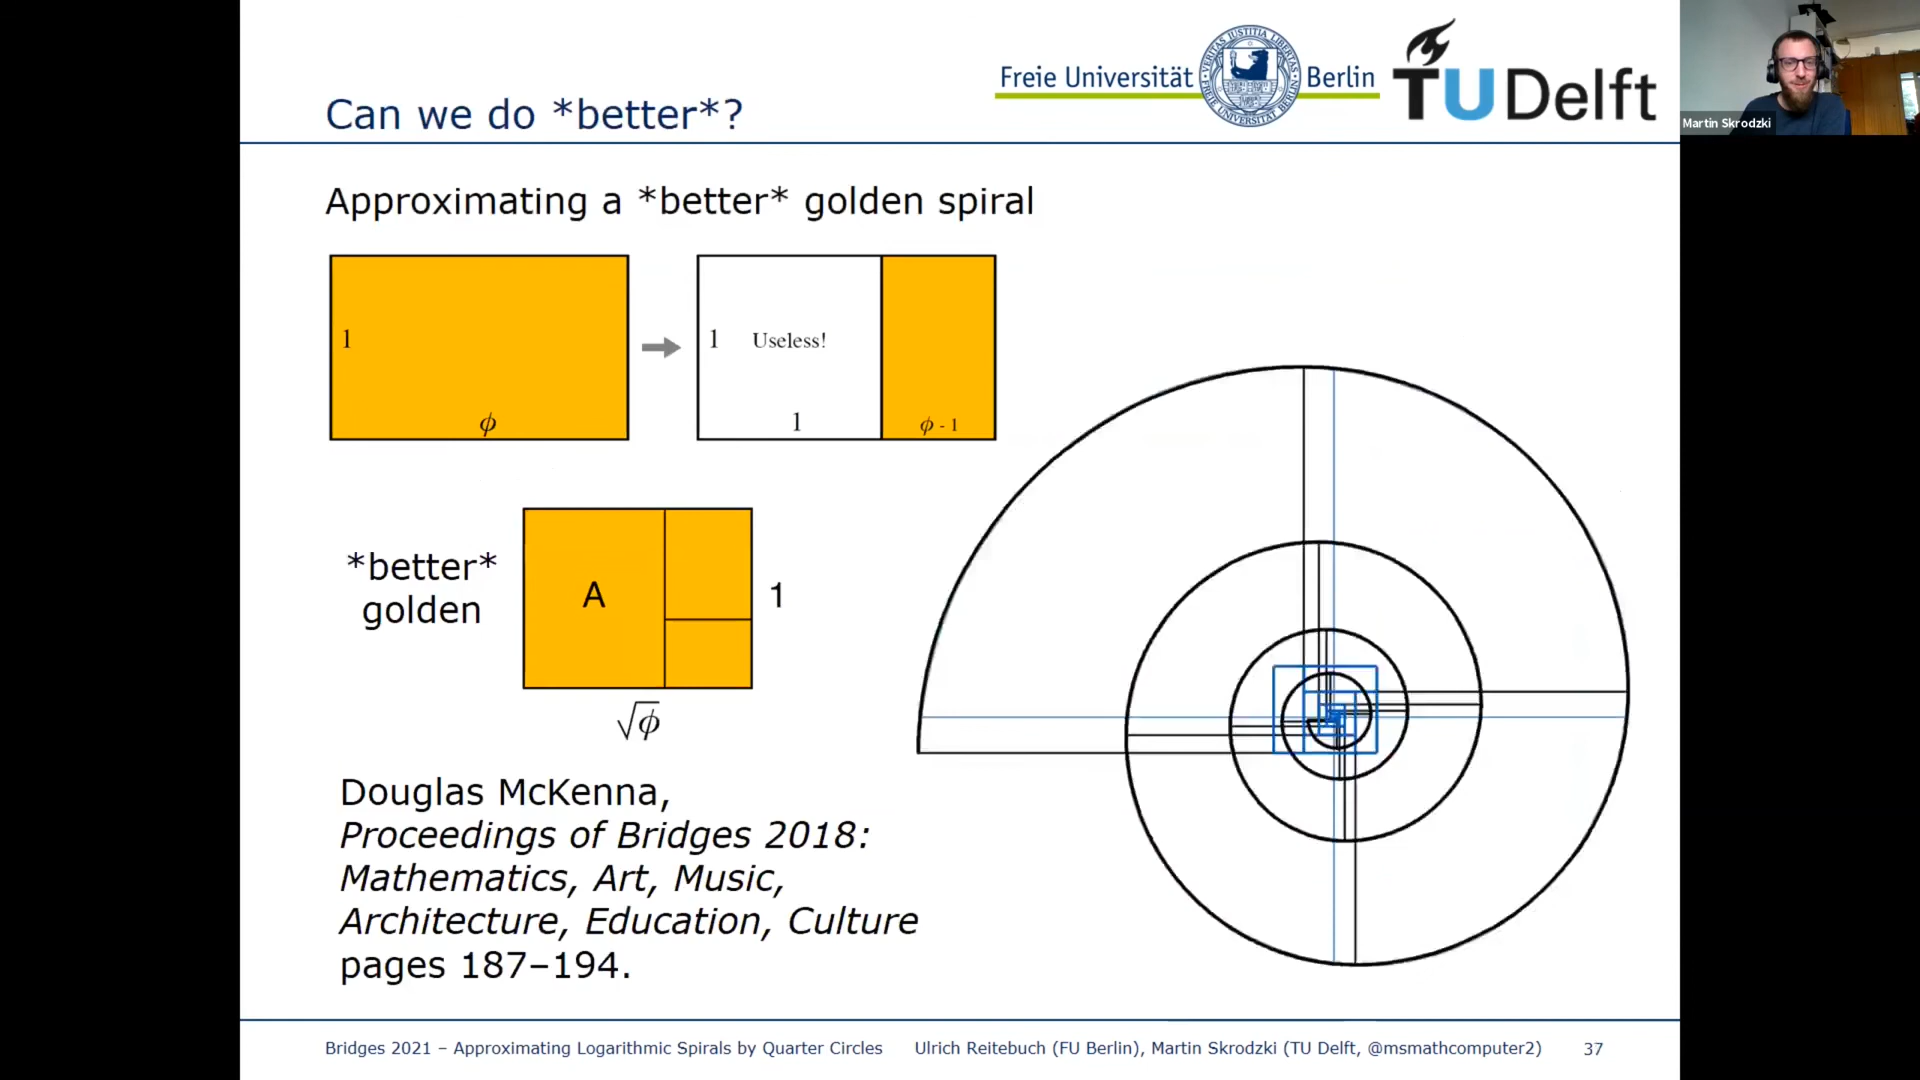 Freie Universität Berlin
TU Delft
Martin Skrodzki
Can we do *better*?
Approximating a *better* golden spiral
1
ϕ
1 Useless!
1
ϕ - 1
*better*
golden
A
1
√ϕ
Douglas McKenna,
Proceedings of Bridges 2018:
Mathematics, Art, Music,
Architecture, Education, Culture
pages 187–194.
Bridges 2021 – Approximating Logarithmic Spirals by Quarter Circles Ulrich Reitebuch (FU Berlin), Martin Skrodzki (TU Delft, @msmathcomputer2) 37